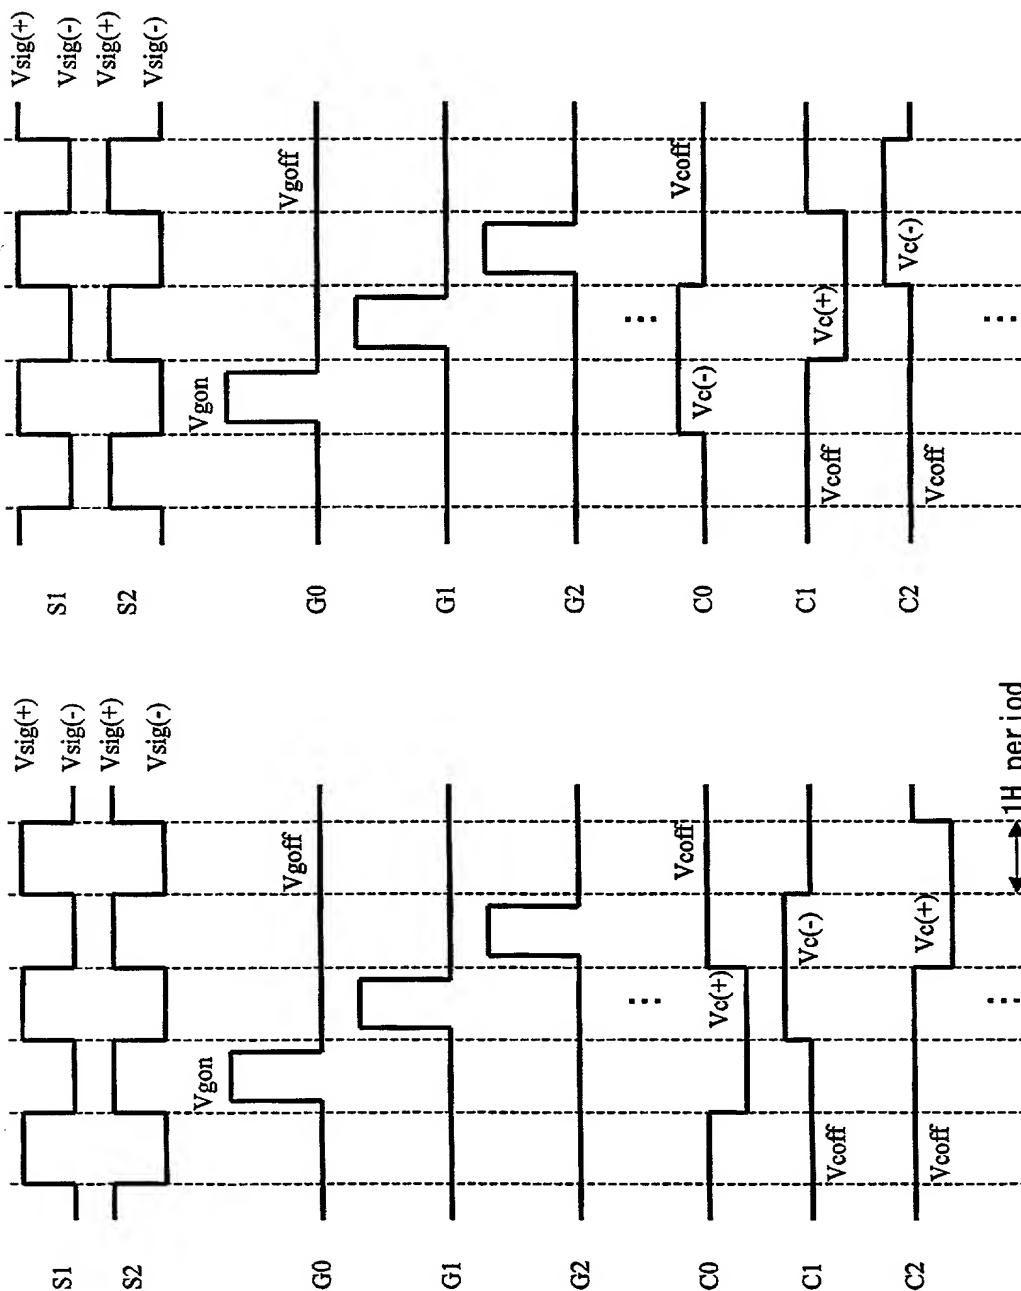 S1
Vsig(+)
Vsig(-)
S2
Vsig(+)
Vsig(-)
G0
Vgon
Vgoff
G1
G2
...
C0
Vc(+)
Vcoff
C1
Vcoff
Vc(-)
C2
Vcoff
Vc(+)
...
1H period
S1
Vsig(+)
Vsig(-)
S2
Vsig(+)
Vsig(-)
G0
Vgon
Vgoff
G1
G2
...
C0
Vc(-)
Vcoff
C1
Vcoff
Vc(+)
C2
Vcoff
Vc(-)
...